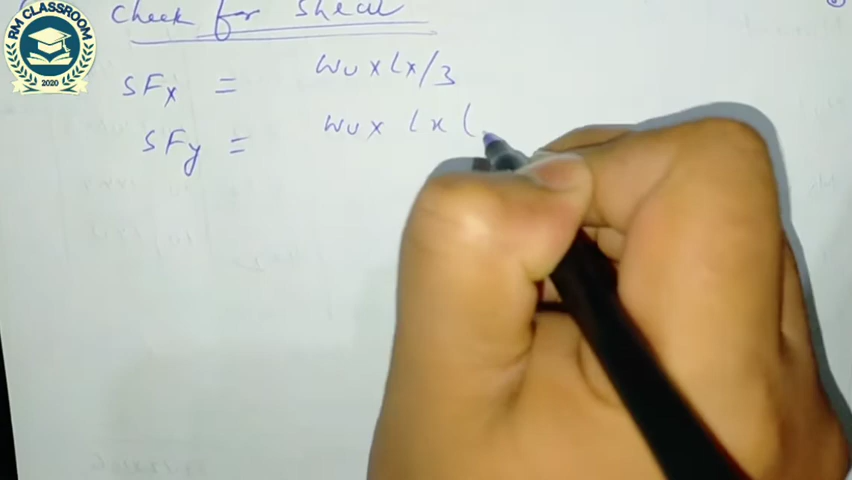 RM CLASSROOM
2020
Check for Shear
SFx = wu x Lx/3
SFy = wu x Lx (